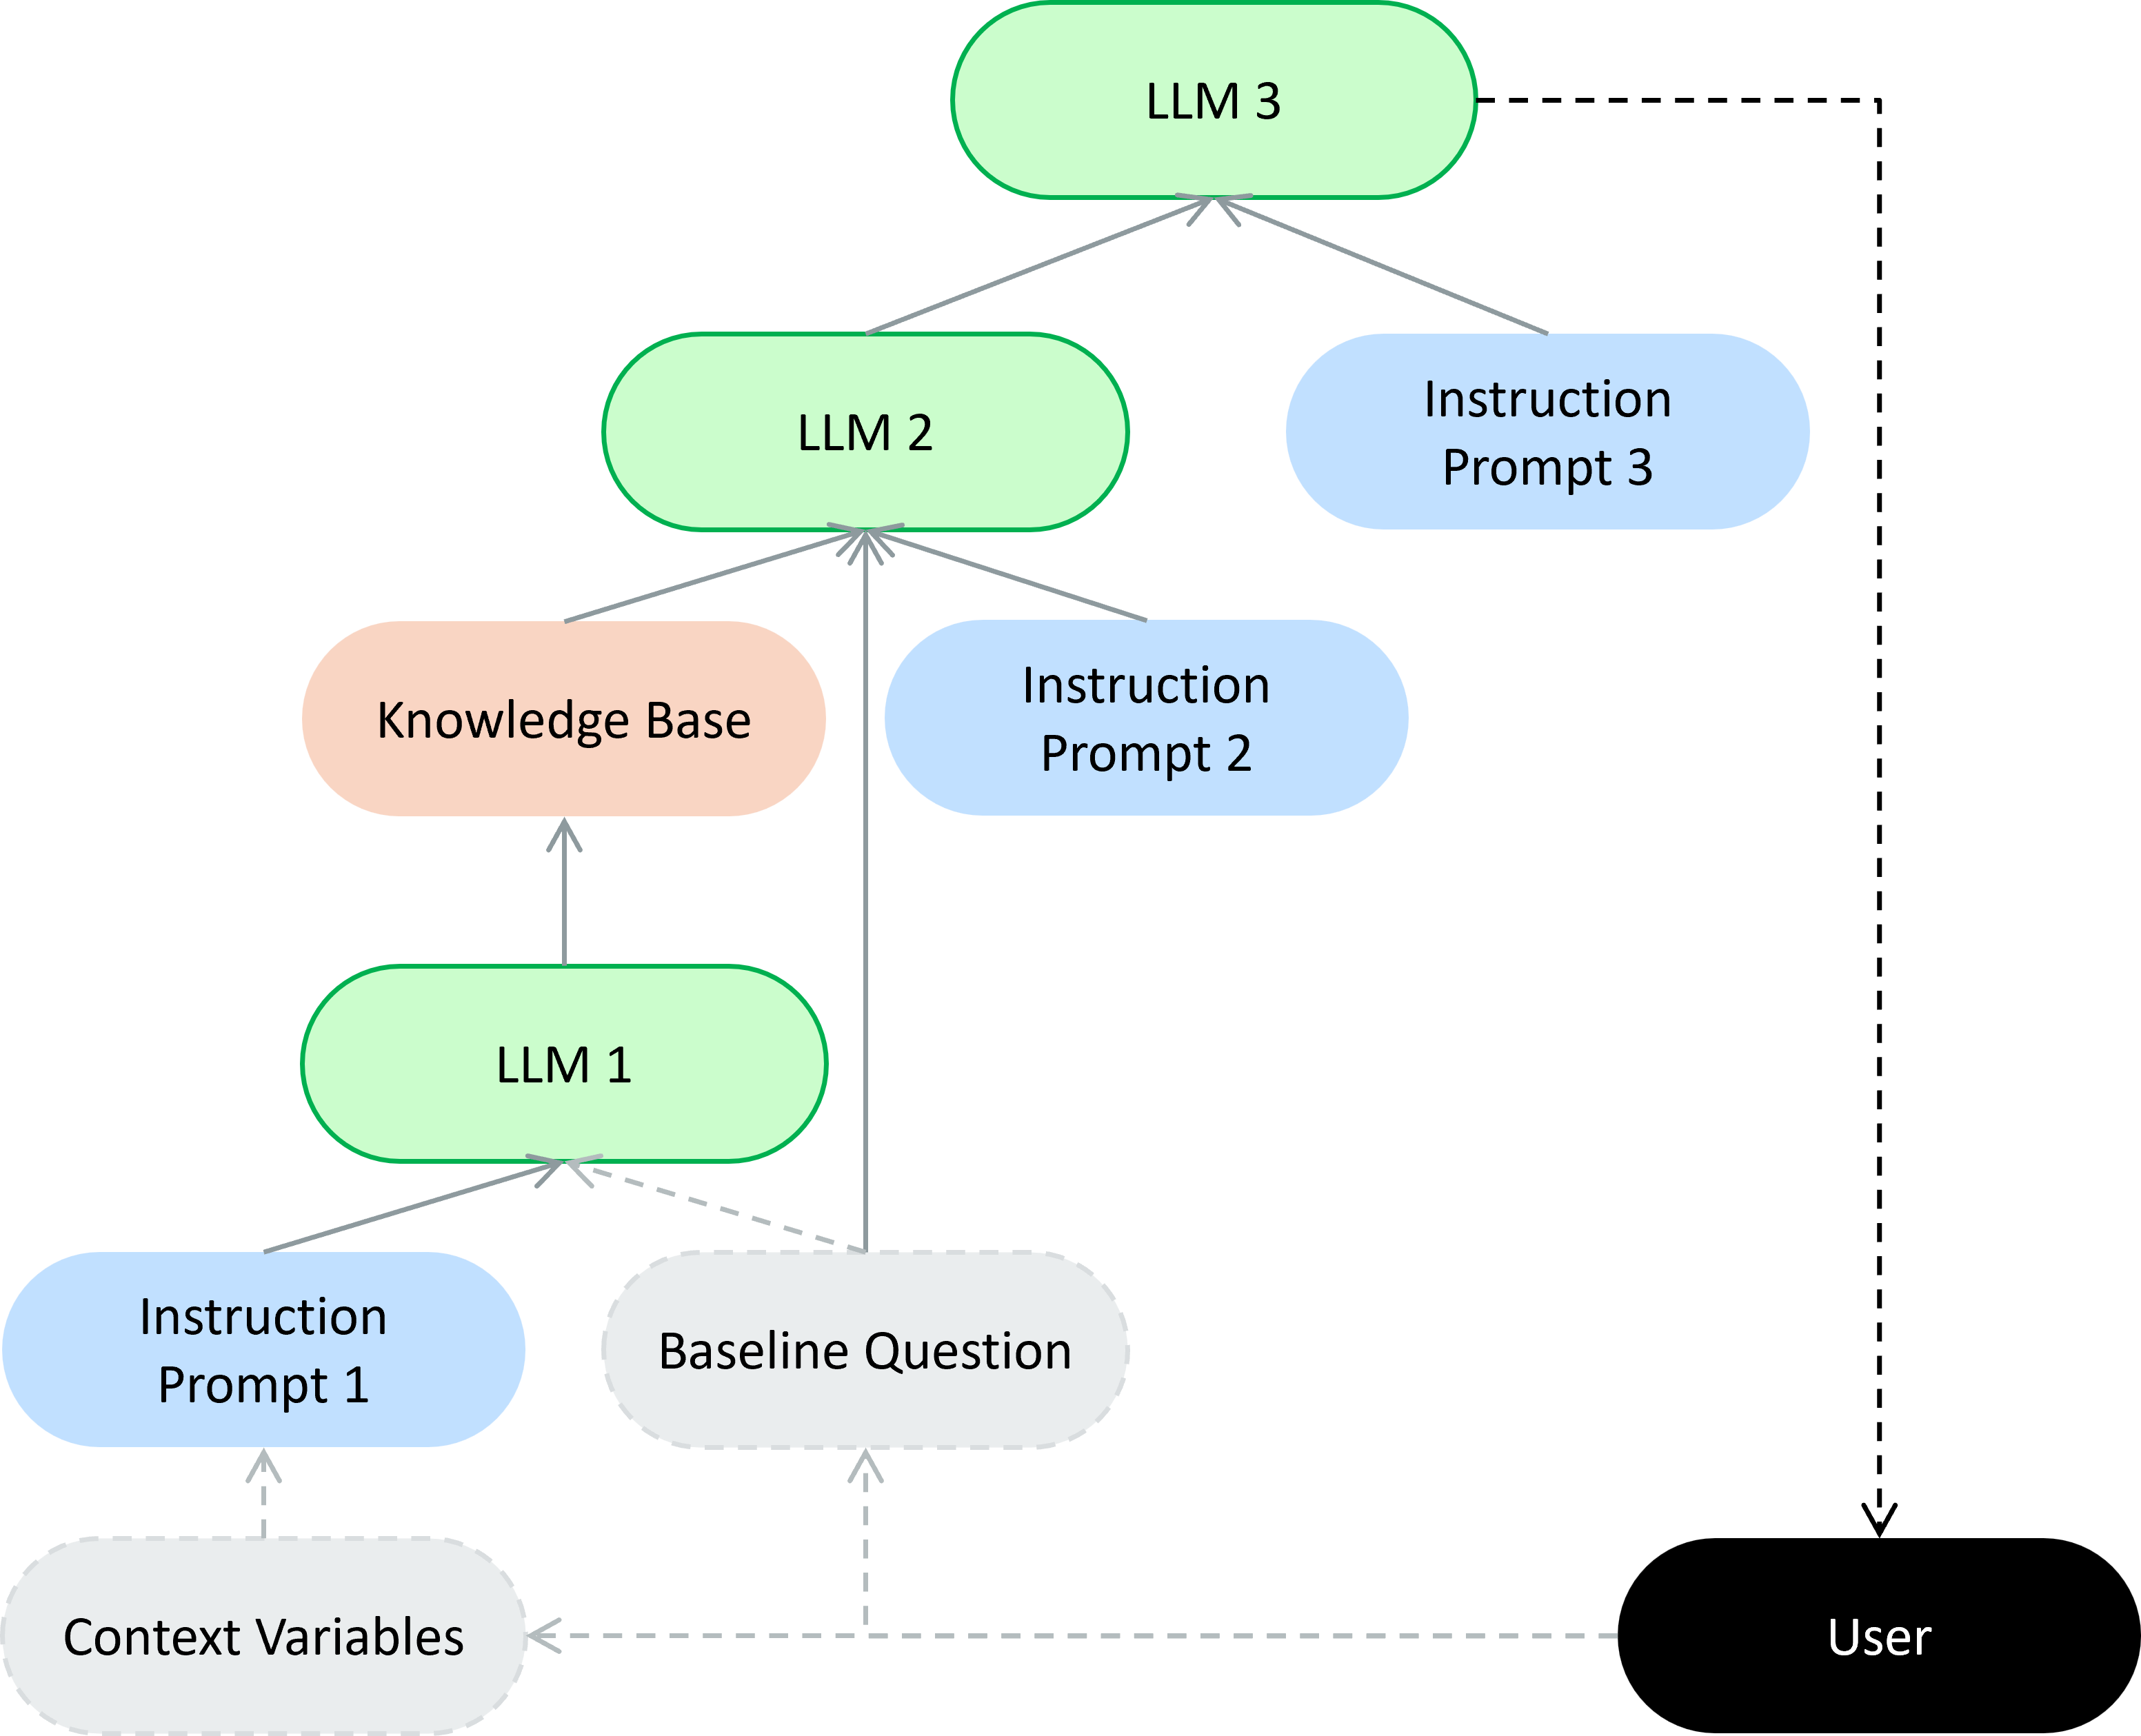 LLM 3
LLM 2
Instruction
Prompt 3
Knowledge Base
Instruction
Prompt 2
LLM 1
Instruction
Prompt 1
Baseline Question
Context Variables
User